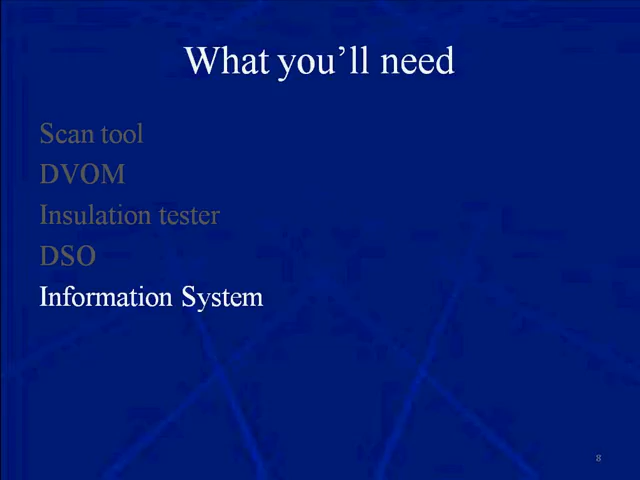 What you’ll need
Scan tool
DVOM
Insulation tester
DSO
Information System
8